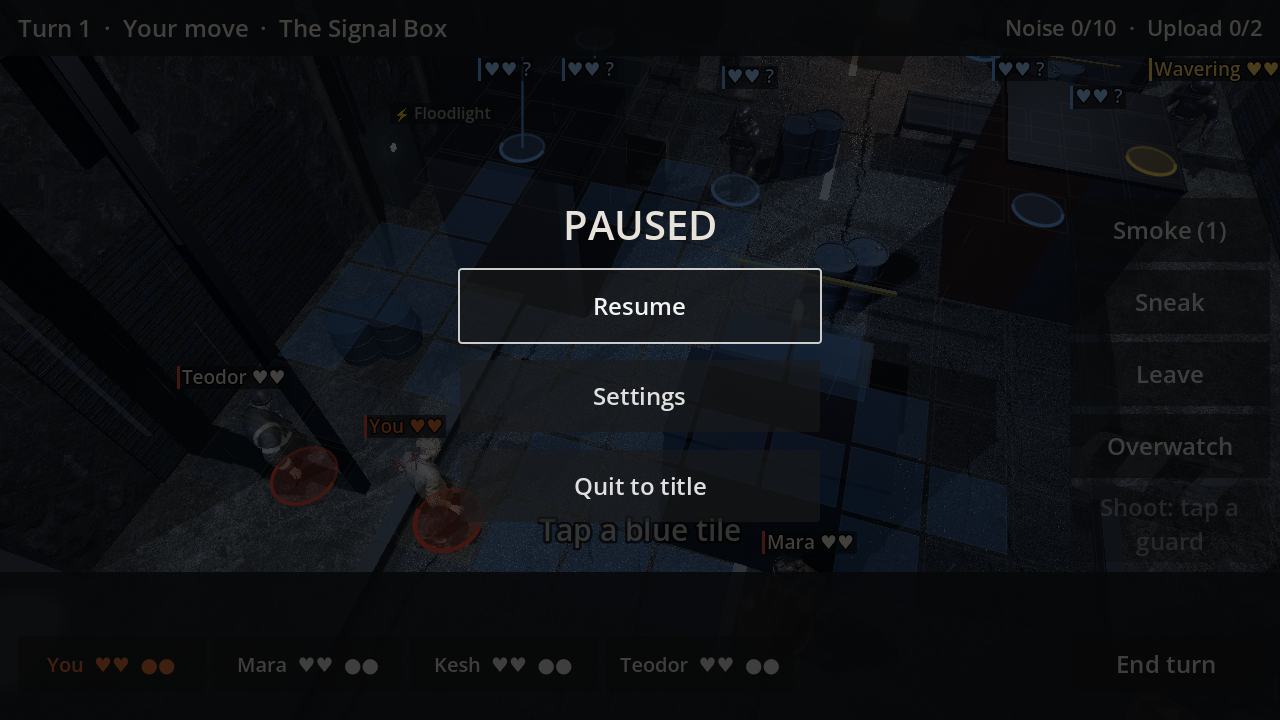 Turn 1 · Your move · The Signal Box
Noise 0/10 · Upload 0/2
♥♥ ?
♥♥ ?
♥♥ ?
♥♥ ?
Wavering ♥♥
♥♥ ?
⚡ Floodlight
PAUSED
Smoke (1)
Resume
Sneak
Leave
Teodor ♥♥
Settings
You ♥♥
Overwatch
Quit to title
Shoot: tap a
guard
Tap a blue tile
Mara ♥♥
You ♥♥ ●●
Mara ♥♥ ●●
Kesh ♥♥ ●●
Teodor ♥♥ ●●
End turn